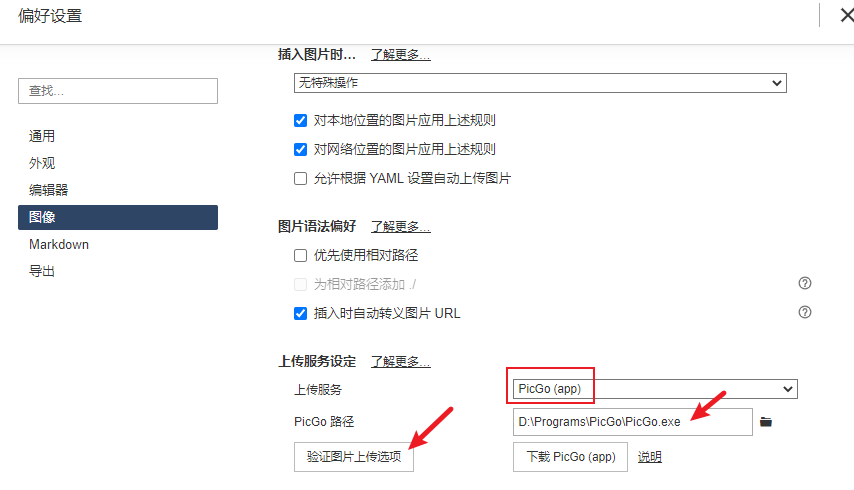 偏好设置
插入图片时... 了解更多...
查找...
无特殊操作
对本地位置的图片应用上述规则
通用
对网络位置的图片应用上述规则
外观
允许根据 YAML 设置自动上传图片
编辑器
图像
图片语法偏好 了解更多...
Markdown
优先使用相对路径
导出
为相对路径添加 ./
插入时自动转义图片 URL
上传服务设定 了解更多...
上传服务 PicGo (app)
PicGo 路径 D:\Programs\PicGo\PicGo.exe
验证图片上传选项 下载 PicGo (app) 说明